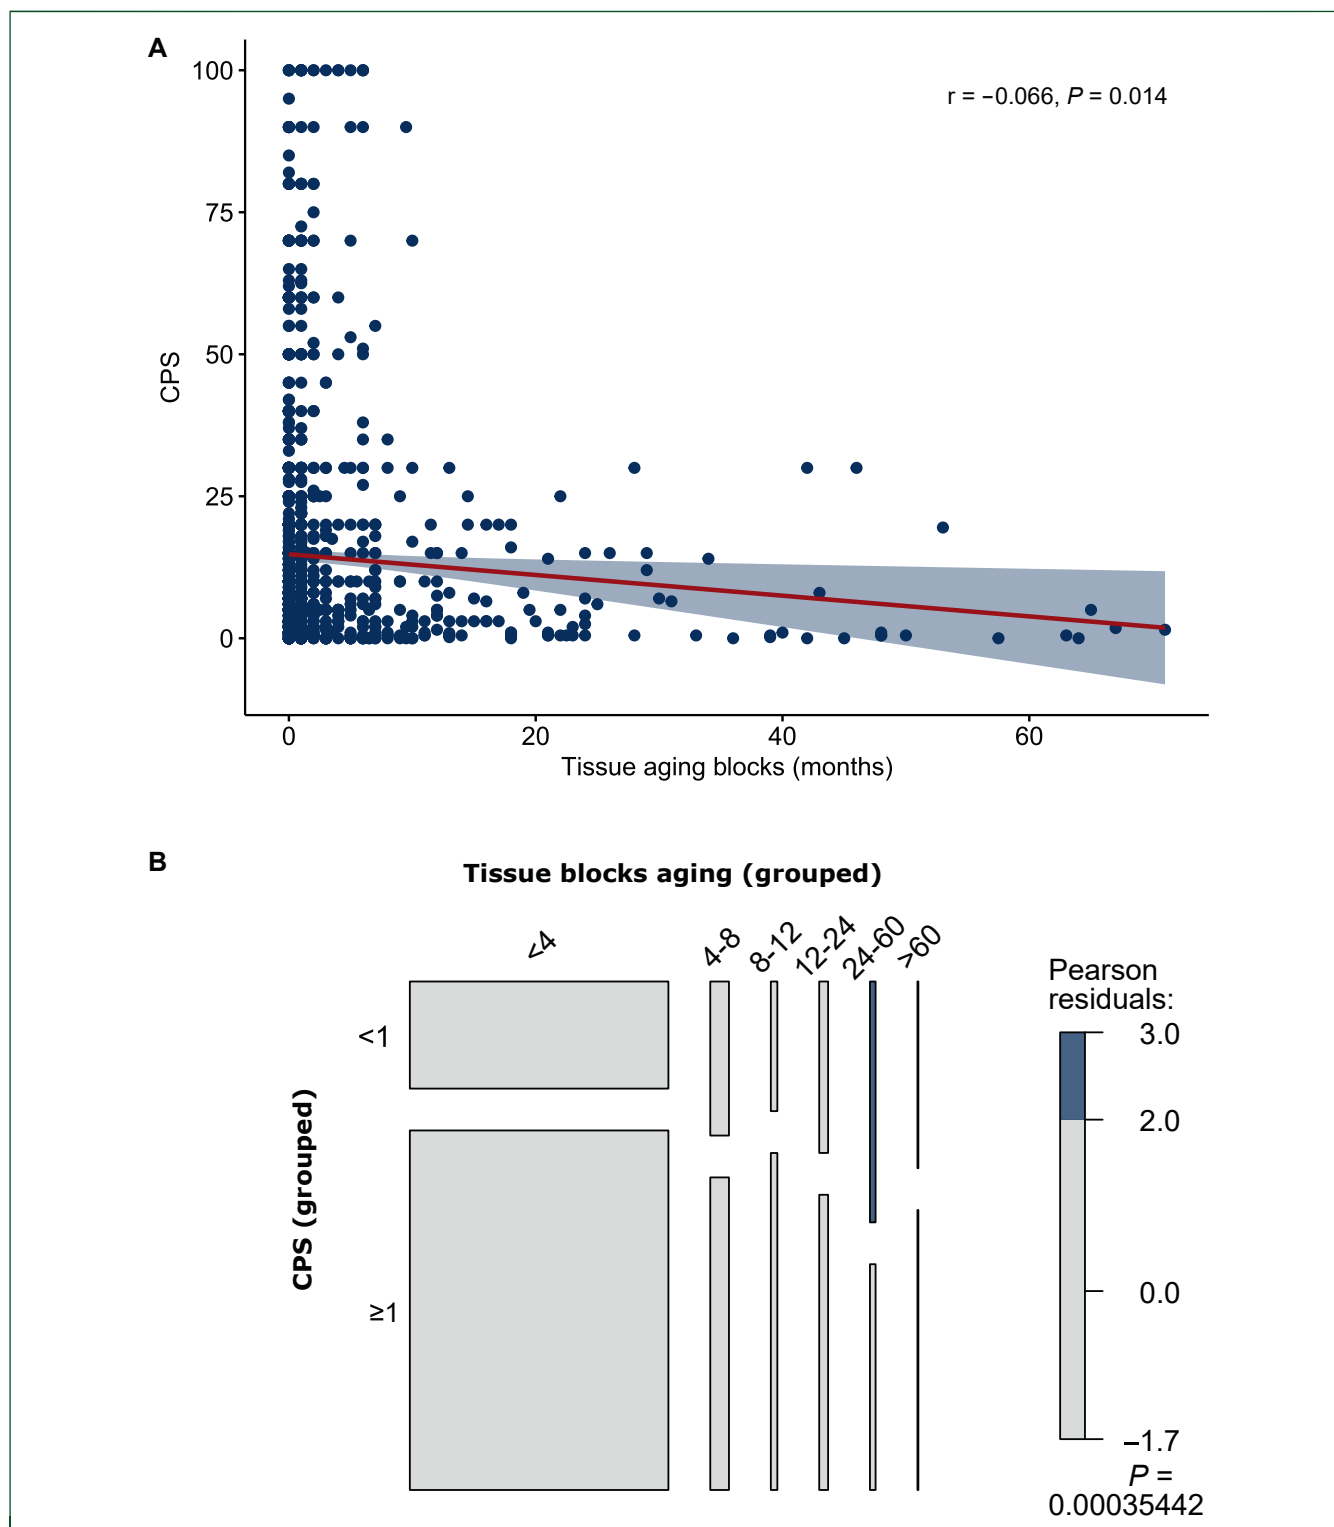 A
100
75
50
25
0
CPS
r = −0.066, P = 0.014
0 20 40 60
Tissue aging blocks (months)
B
Tissue blocks aging (grouped)
<4 4-8 8-12 12-24 24-60 >60
CPS (grouped)
<1
≥1
Pearson
residuals:
3.0
2.0
0.0
−1.7
P =
0.00035442